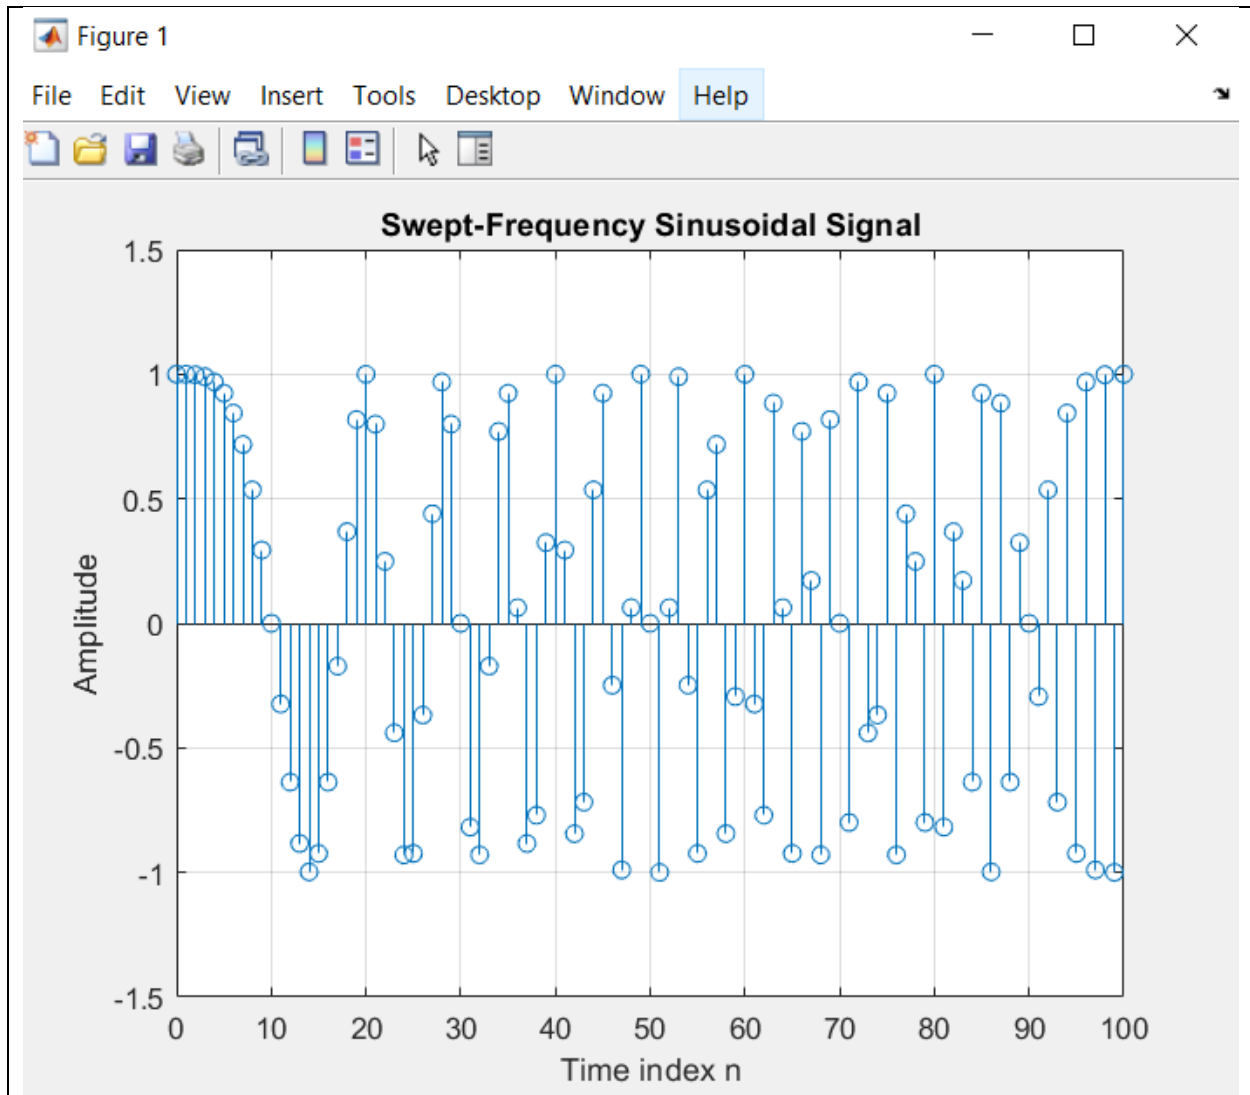 Figure 1
File Edit View Insert Tools Desktop Window Help
Swept-Frequency Sinusoidal Signal
1.5
1
0.5
0
-0.5
-1
-1.5
Amplitude
0 10 20 30 40 50 60 70 80 90 100
Time index n